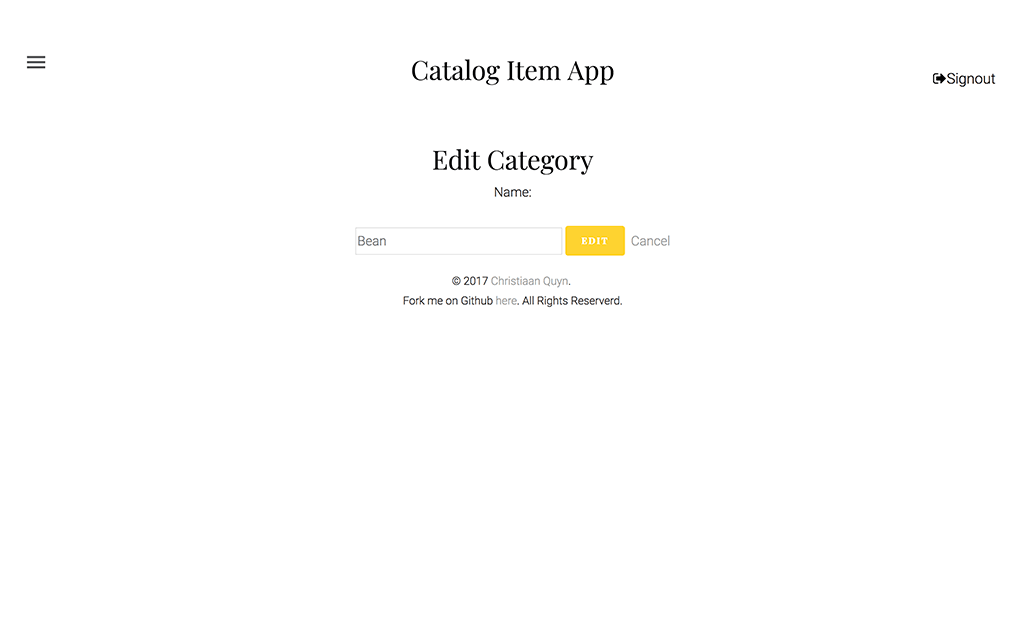 Catalog Item App
Signout
Edit Category
Name:
Bean EDIT Cancel
© 2017 Christiaan Quyn.
Fork me on Github here. All Rights Reserverd.